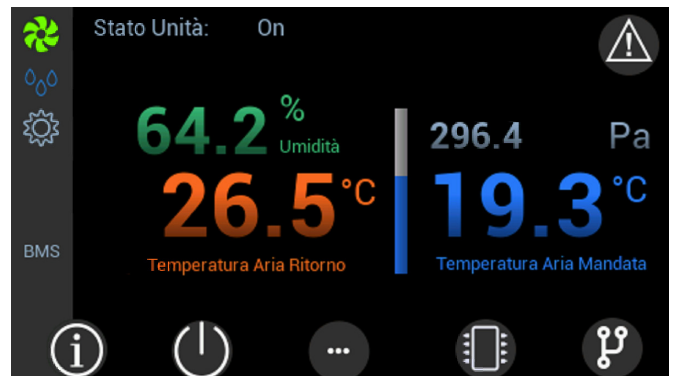 Stato Unità: On
64.2 %
Umidità
296.4 Pa
26.5 °C
19.3 °C
Temperatura Aria Ritorno
Temperatura Aria Mandata
BMS